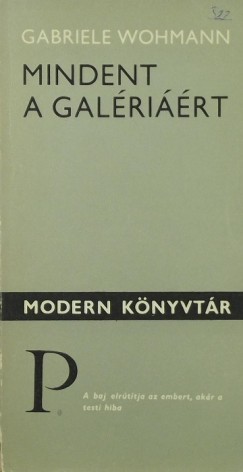 GABRIELE WOHMANN
MINDENT
A GALÉRIÁÉRT
MODERN KÖNYVTÁR
P
A baj elrútítja az embert, akár a
testi hiba